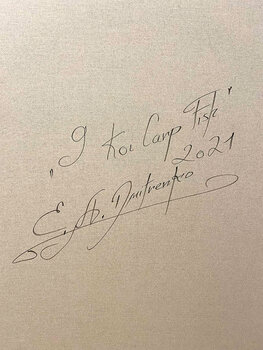 „9 Koi Carp Fish"
2021
E. A. Dmitrenko